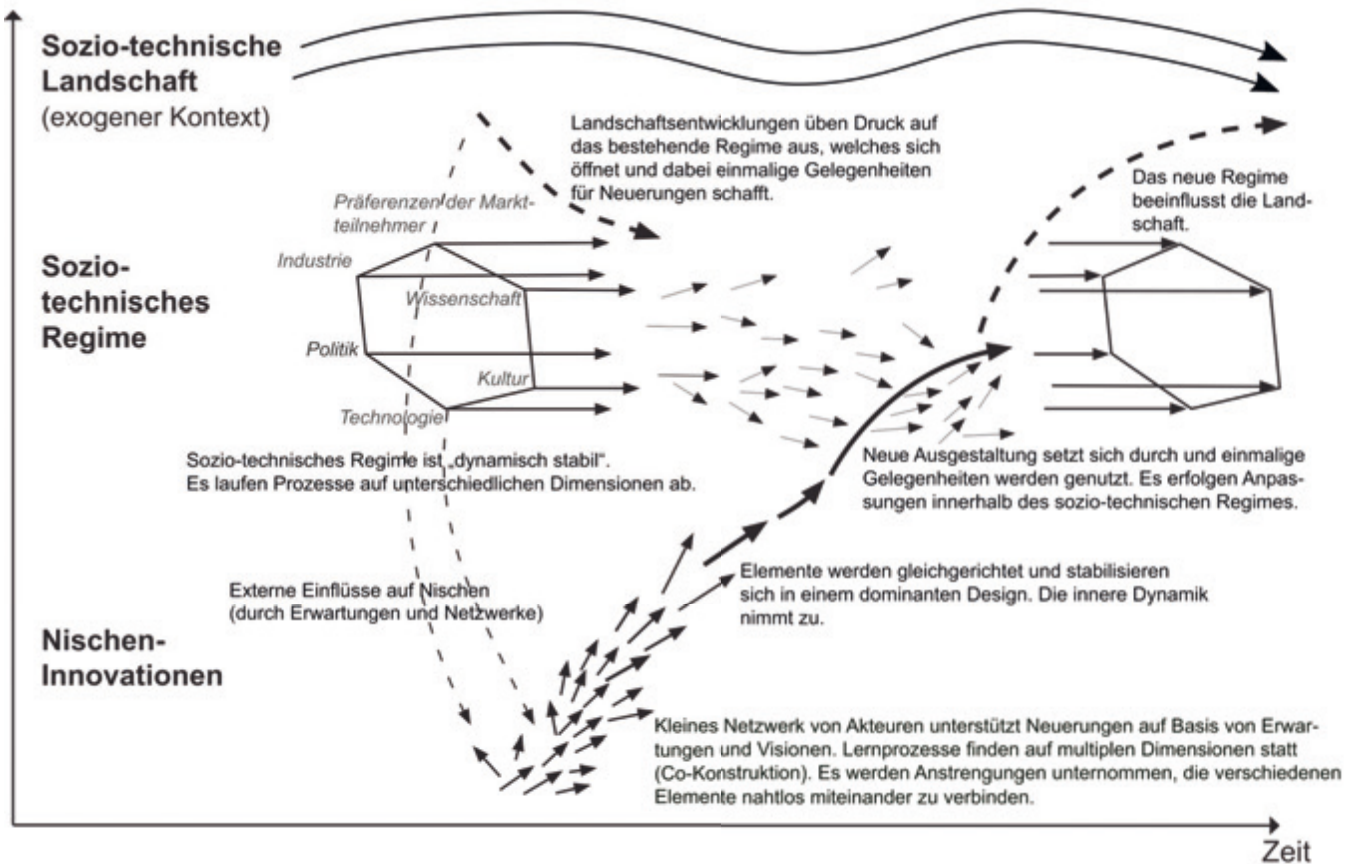 Sozio-technische
Landschaft
(exogener Kontext)
Landschaftsentwicklungen üben Druck auf
das bestehende Regime aus, welches sich
öffnet und dabei einmalige Gelegenheiten
für Neuerungen schafft.
Das neue Regime
beeinflusst die Land-
schaft.
Präferenzen der Markt-
teilnehmer
Sozio-
technisches
Regime
Industrie
Wissenschaft
Politik
Kultur
Technologie
Sozio-technisches Regime ist „dynamisch stabil“.
Es laufen Prozesse auf unterschiedlichen Dimensionen ab.
Neue Ausgestaltung setzt sich durch und einmalige
Gelegenheiten werden genutzt. Es erfolgen Anpas-
sungen innerhalb des sozio-technischen Regimes.
Externe Einflüsse auf Nischen
(durch Erwartungen und Netzwerke)
Elemente werden gleichgerichtet und stabilisieren
sich in einem dominanten Design. Die innere Dynamik
nimmt zu.
Nischen-
Innovationen
Kleines Netzwerk von Akteuren unterstützt Neuerungen auf Basis von Erwar-
tungen und Visionen. Lernprozesse finden auf multiplen Dimensionen statt
(Co-Konstruktion). Es werden Anstrengungen unternommen, die verschiedenen
Elemente nahtlos miteinander zu verbinden.
Zeit